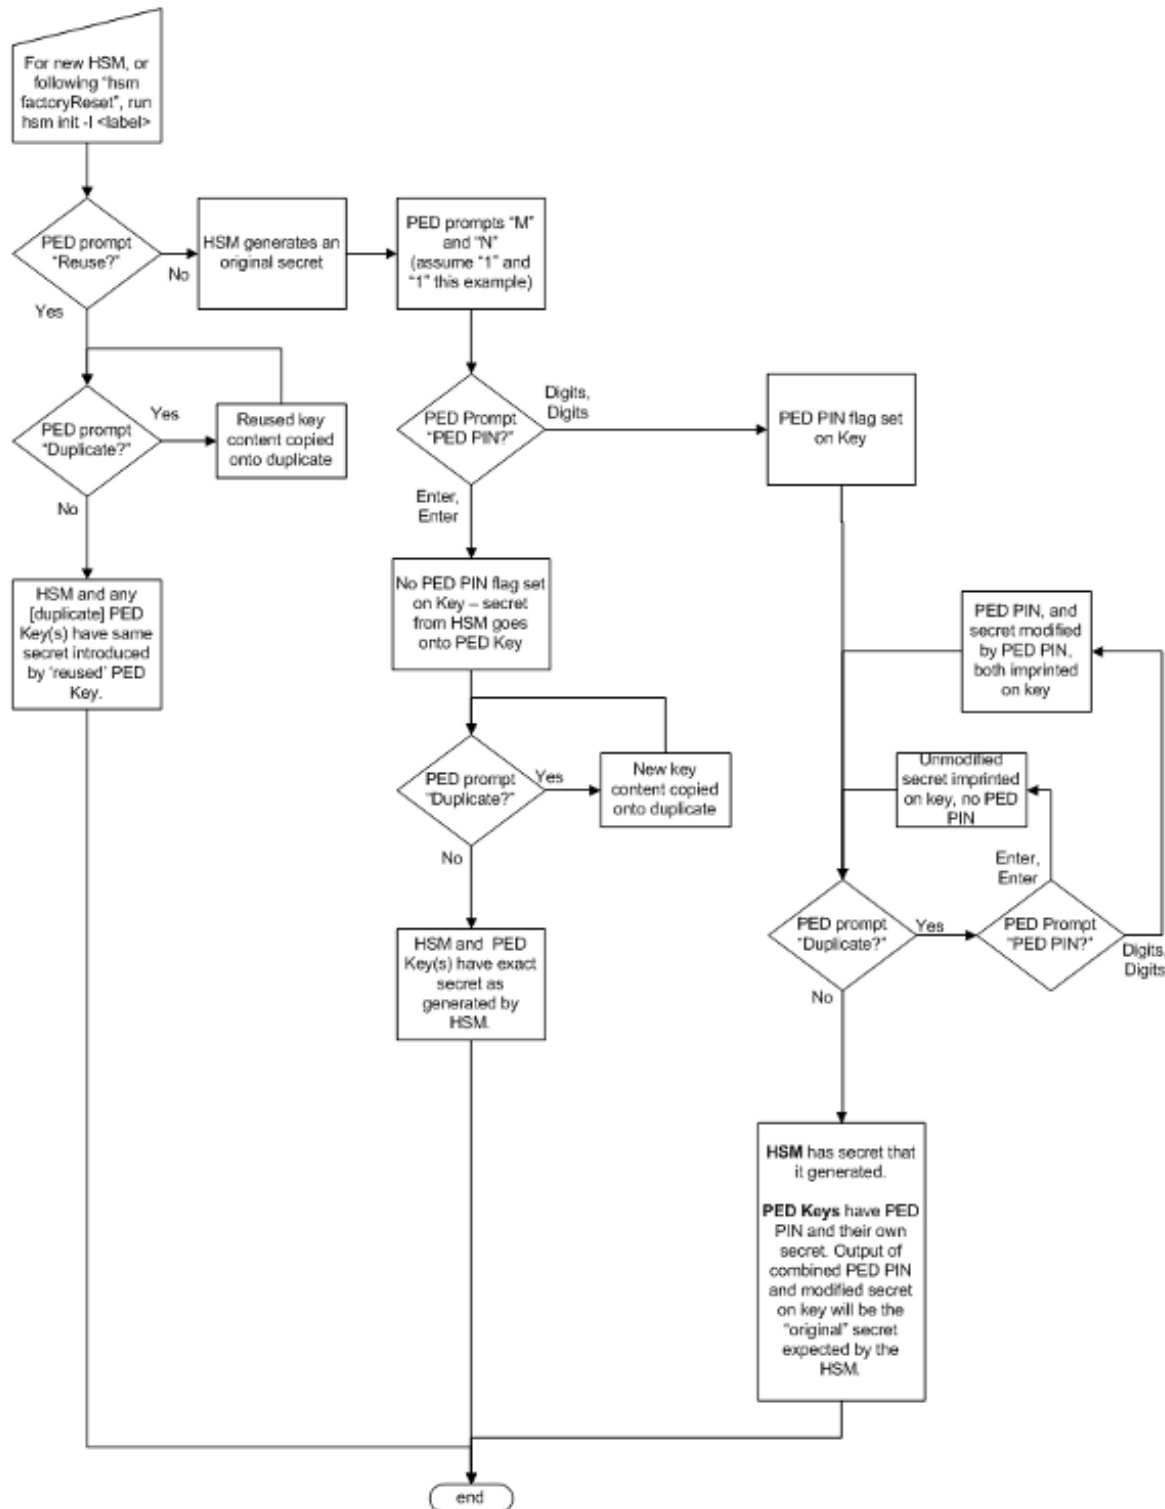 For new HSM, or
following “hsm
factoryReset”, run
hsm init -l <label>
PED prompt
“Reuse?”
No
Yes
HSM generates an
original secret
PED prompts “M”
and “N”
(assume “1” and
“1” this example)
PED prompt
“Duplicate?”
Yes
No
Reused key
content copied
onto duplicate
HSM and any
[duplicate] PED
Key(s) have same
secret introduced
by ‘reused’ PED
Key.
PED Prompt
“PED PIN?”
Digits,
Digits
Enter,
Enter
PED PIN flag set
on Key
No PED PIN flag set
on Key – secret
from HSM goes
onto PED Key
PED prompt
“Duplicate?”
Yes
No
New key
content copied
onto duplicate
HSM and PED
Key(s) have exact
secret as
generated by
HSM.
PED PIN, and
secret modified
by PED PIN,
both imprinted
on key
Unmodified
secret imprinted
on key, no PED
PIN
Enter,
Enter
PED prompt
“Duplicate?”
Yes
No
PED Prompt
“PED PIN?”
Digits,
Digits
HSM has secret that
it generated.
PED Keys have PED
PIN and their own
secret. Output of
combined PED PIN
and modified secret
on key will be the
“original” secret
expected by the
HSM.
end